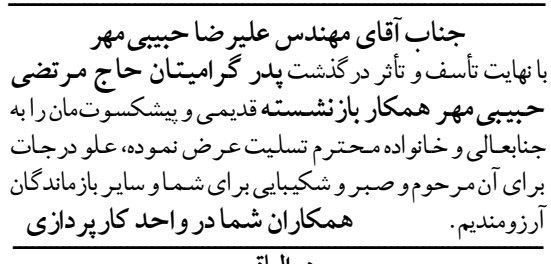 جناب آقای مهندس علیرضا حبیبی‌مهر
با نهایت تأسف و تأثر درگذشت پدر گرامیتان حاج مرتضی
حبیبی‌مهر همکار بازنشسته قدیمی و پیشکسوت‌مان را به
جنابعالی و خانواده محترم تسلیت عرض نموده، علو درجات
برای آن مرحوم و صبر و شکیبایی برای شما و سایر بازماندگان
آرزومندیم. همکاران شما در واحد کارپردازی